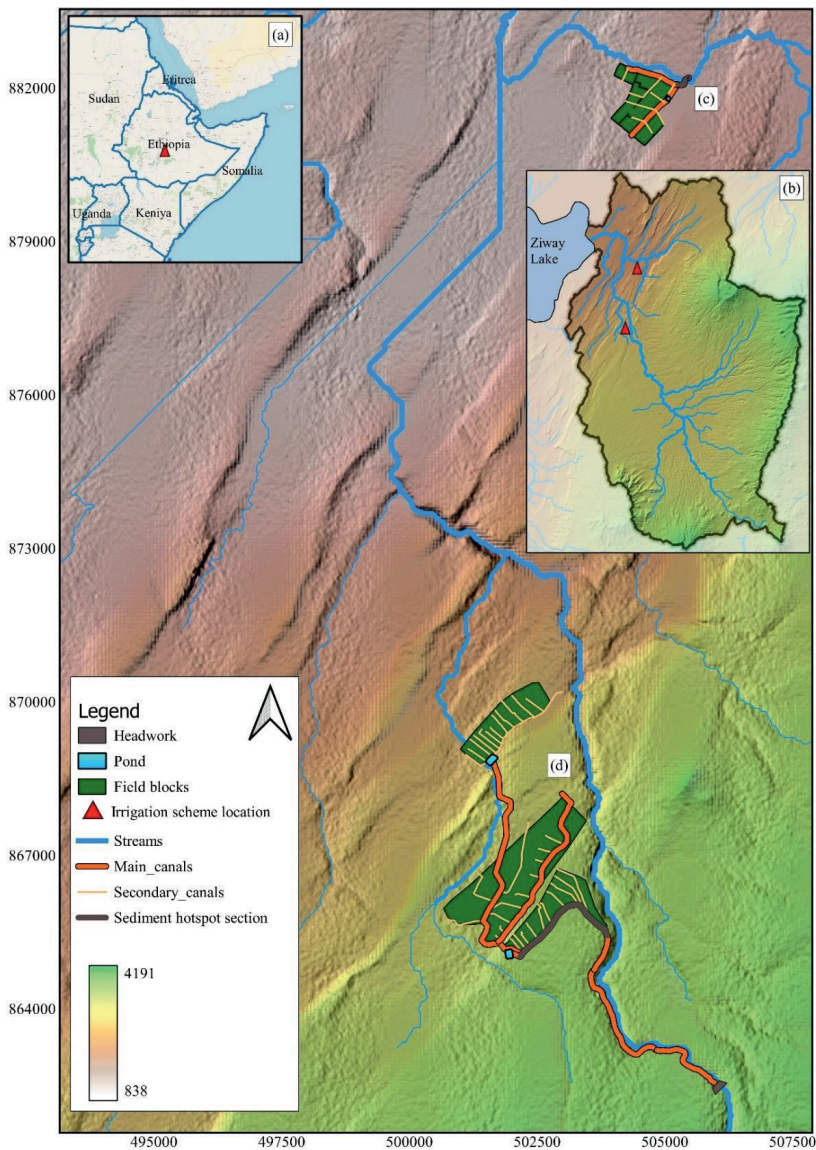 882000
879000
876000
873000
870000
867000
864000
(a)
Eritrea
Sudan
Ethiopia
Somalia
Uganda
Keniya
(c)
(b)
Ziway
Lake
(d)
Legend
Headwork
Pond
Field blocks
Irrigation scheme location
Streams
Main_canals
Secondary_canals
Sediment hotspot section
4191
838
495000 497500 500000 502500 505000 507500